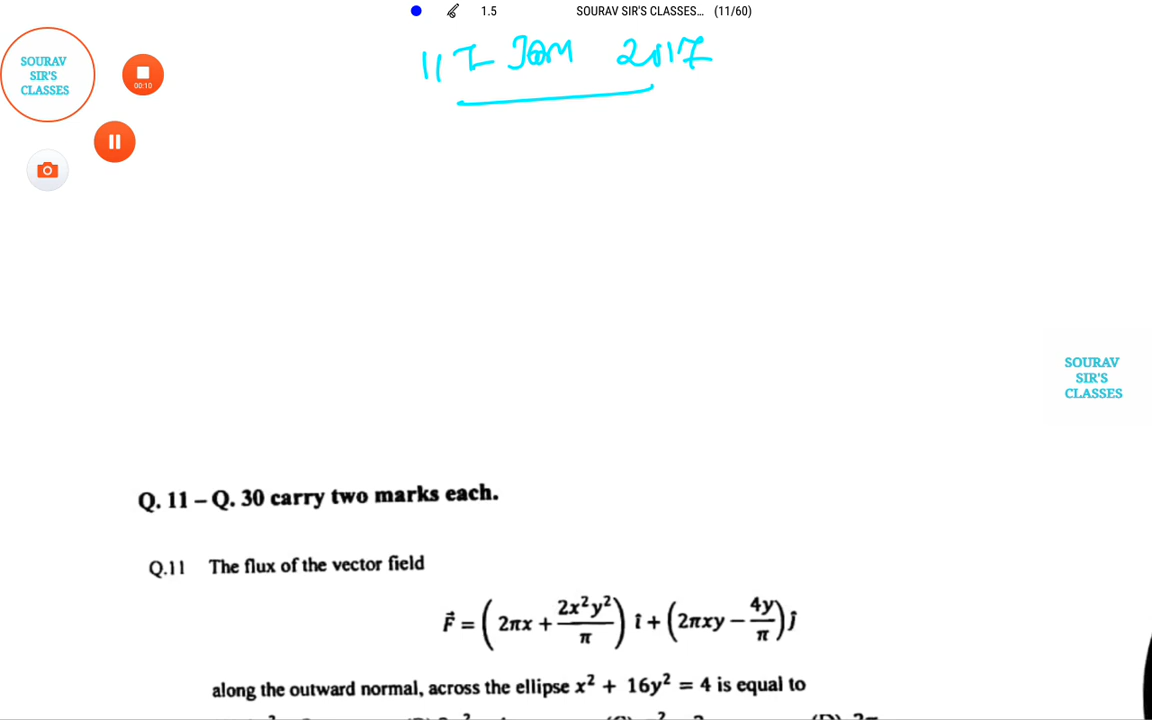 1.5 SOURAV SIR'S CLASSES... (11/60)
SOURAV
SIR'S
CLASSES
00:10
IIT JAM 2017
SOURAV
SIR'S
CLASSES
Q. 11 – Q. 30 carry two marks each.
Q.11 The flux of the vector field
F⃗ = (2πx + 2x²y²/π) î + (2πxy − 4y/π) ĵ
along the outward normal, across the ellipse x² + 16y² = 4 is equal to